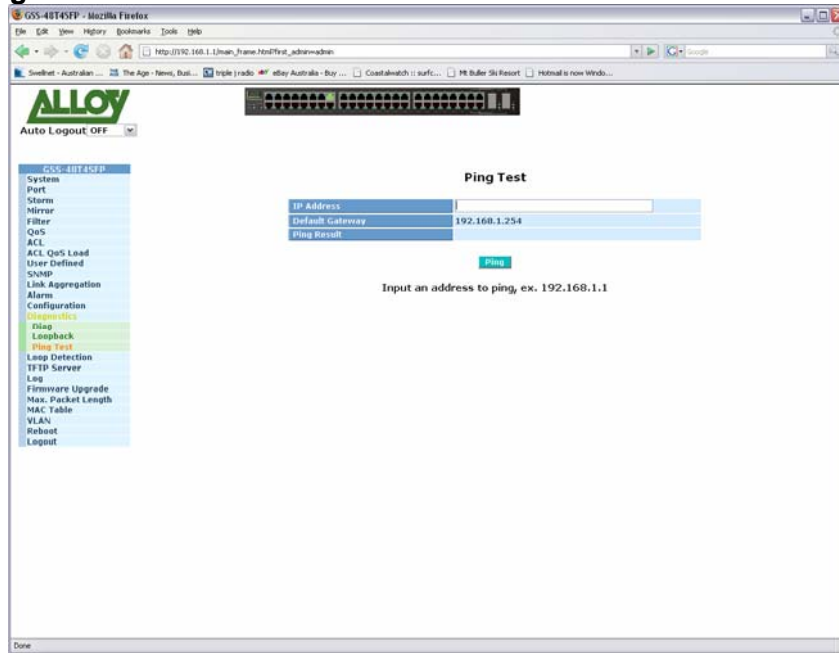 g
GSS-48T4SFP - Mozilla Firefox
File Edit View History Bookmarks Tools Help
http://192.168.1.1/main_frame.html?first_admin=admin
Google
Swellnet - Australian ... The Age - News, Busi... triple j radio eBay Australia - Buy ... Coastalwatch :: surfc... Mt Buller Ski Resort Hotmail is now Windo...
ALLOY
Auto Logout OFF
GSS-48T4SFP
System
Port
Storm
Mirror
Filter
QoS
ACL
ACL QoS Load
User Defined
SNMP
Link Aggregation
Alarm
Configuration
Diagnostics
Diag
Loopback
Ping Test
Loop Detection
TFTP Server
Log
Firmware Upgrade
Max. Packet Length
MAC Table
VLAN
Reboot
Logout
Ping Test
IP Address
Default Gateway 192.168.1.254
Ping Result
Ping
Input an address to ping, ex. 192.168.1.1
Done